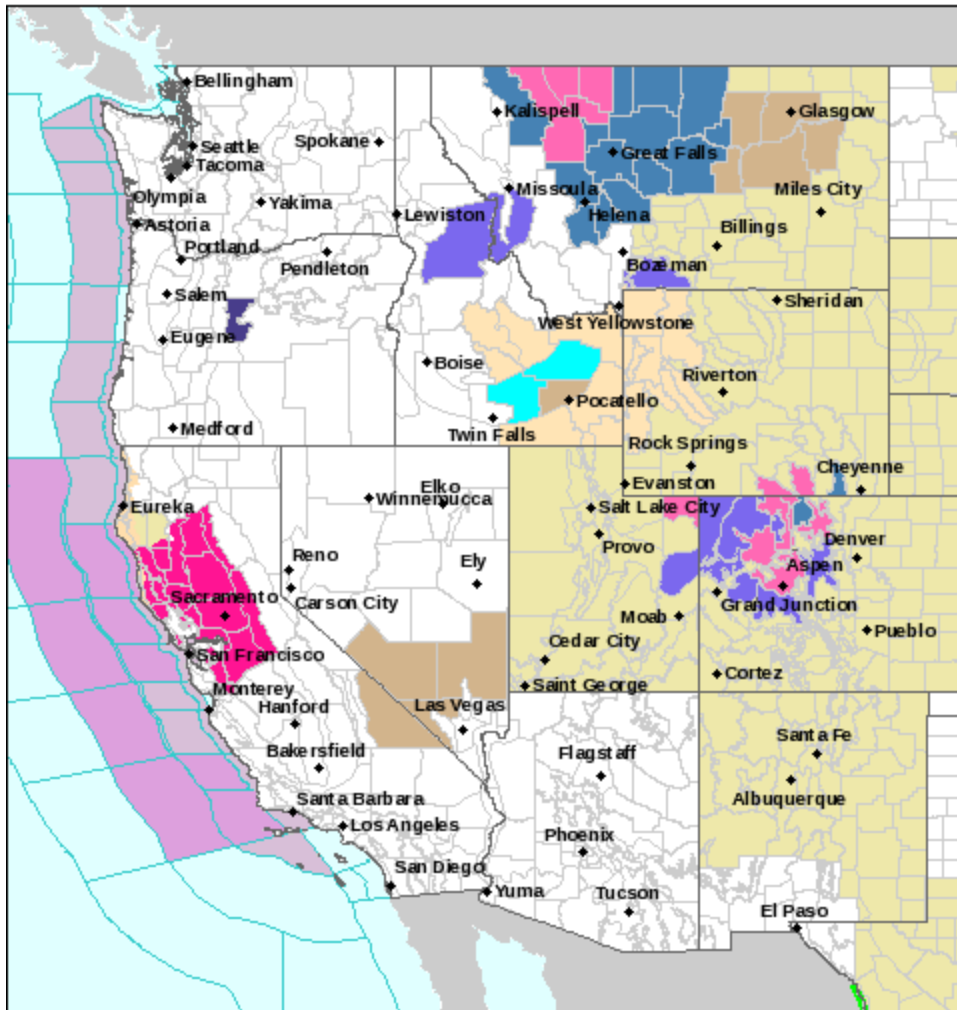 Bellingham
Kalispell
Glasgow
Seattle
Spokane
Great Falls
Tacoma
Olympia
Missoula
Miles City
Yakima
Lewiston
Helena
Astoria
Billings
Portland
Pendleton
Bozeman
Salem
Sheridan
Eugene
West Yellowstone
Boise
Riverton
Pocatello
Medford
Twin Falls
Rock Springs
Cheyenne
Elko
Evanston
Winnemucca
Eureka
Salt Lake City
Provo
Denver
Reno
Ely
Aspen
Sacramento
Carson City
Grand Junction
Moab
Pueblo
Cedar City
San Francisco
Cortez
Saint George
Monterey
Hanford
Las Vegas
Santa Fe
Bakersfield
Flagstaff
Albuquerque
Santa Barbara
Los Angeles
Phoenix
San Diego
Yuma
Tucson
El Paso